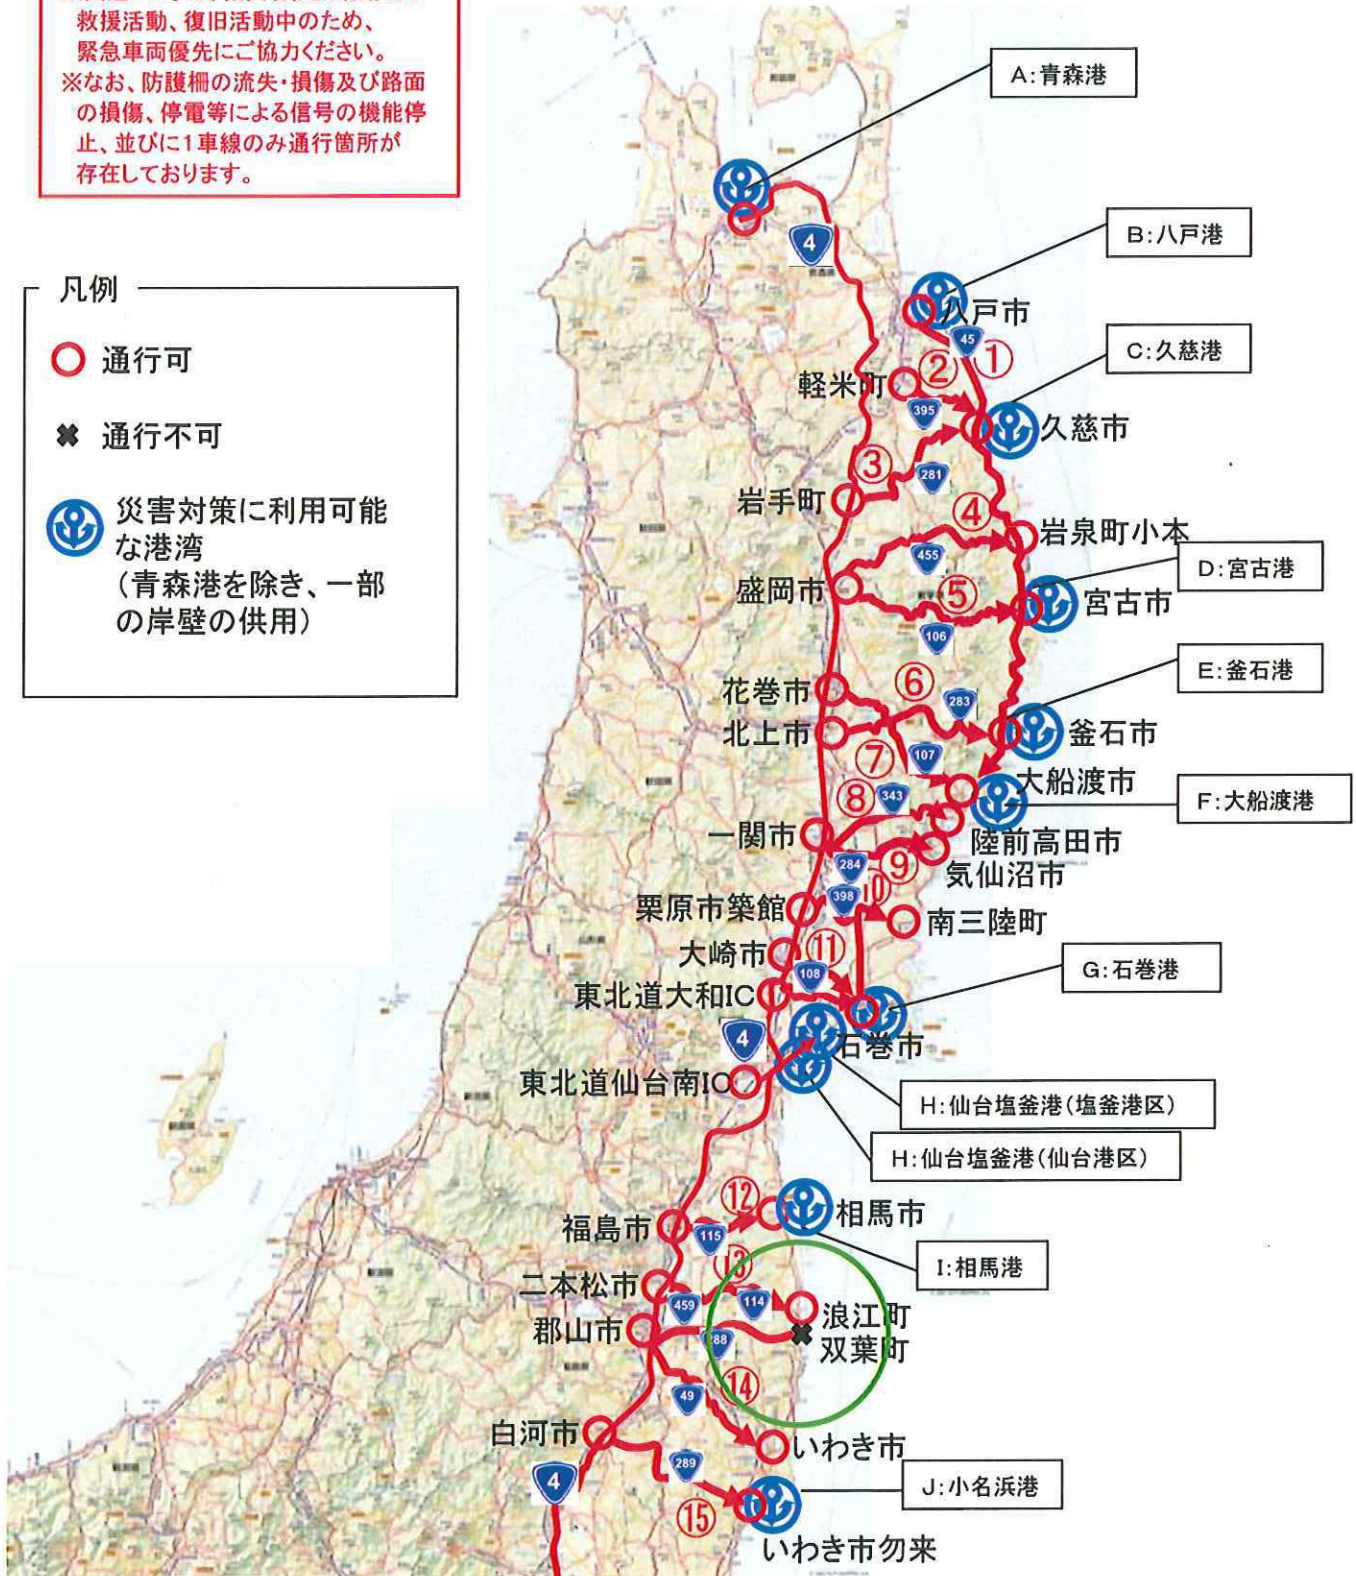 救援活動、復旧活動中のため、
緊急車両優先にご協力ください。
※なお、防護柵の流失・損傷及び路面
の損傷、停電等による信号の機能停
止、並びに1車線のみ通行箇所が
存在しております。
凡例
通行可
通行不可
災害対策に利用可能
な港湾
(青森港を除き、一部
の岸壁の供用)
A:青森港
4
B:八戸港
八戸市
45
①
C:久慈港
②
軽米町
395
久慈市
③
281
岩手町
④
岩泉町小本
455
D:宮古港
盛岡市
⑤
宮古市
106
E:釜石港
⑥
花巻市
283
北上市
釜石市
⑦
107
大船渡市
⑧
343
F:大船渡港
一関市
陸前高田市
284
⑨
気仙沼市
398
栗原市築館
南三陸町
大崎市
⑪
G:石巻港
108
東北道大和IC
4
石巻市
東北道仙台南IC
H:仙台塩釜港(塩釜港区)
H:仙台塩釜港(仙台港区)
⑫
相馬市
福島市
115
I:相馬港
⑬
二本松市
459
114
浪江町
郡山市
288
双葉町
⑭
49
白河市
いわき市
289
4
J:小名浜港
⑮
いわき市勿来